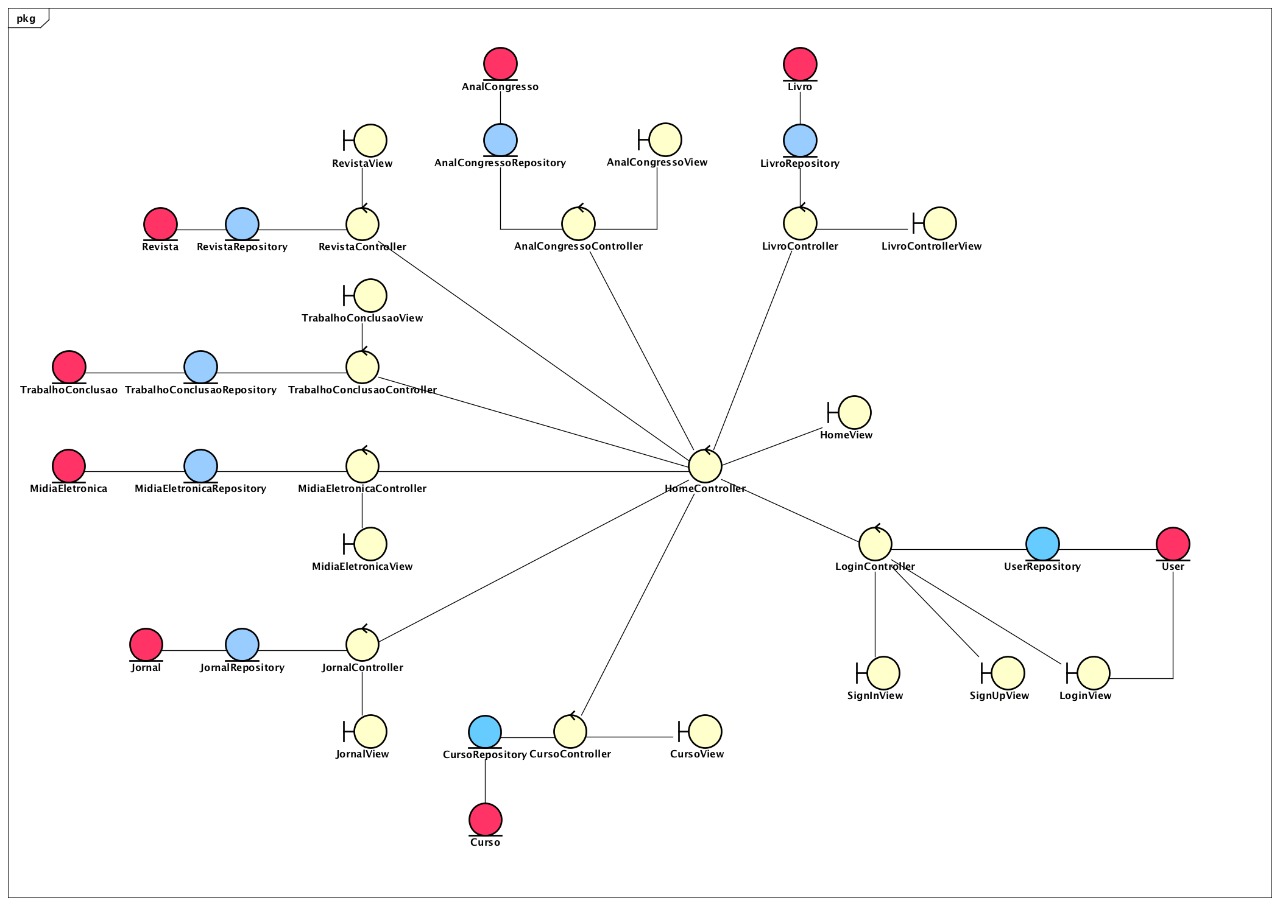 pkg
AnalCongresso
Livro
RevistaView
AnalCongressoRepository
AnalCongressoView
LivroRepository
Revista
RevistaRepository
RevistaController
AnalCongressoController
LivroController
LivroControllerView
TrabalhoConclusaoView
TrabalhoConclusao
TrabalhoConclusaoRepository
TrabalhoConclusaoController
HomeView
MidiaEletronica
MidiaEletronicaRepository
MidiaEletronicaController
HomeController
MidiaEletronicaView
LoginController
UserRepository
User
Jornal
JornalRepository
JornalController
SignInView
SignUpView
LoginView
JornalView
CursoRepository
CursoController
CursoView
Curso